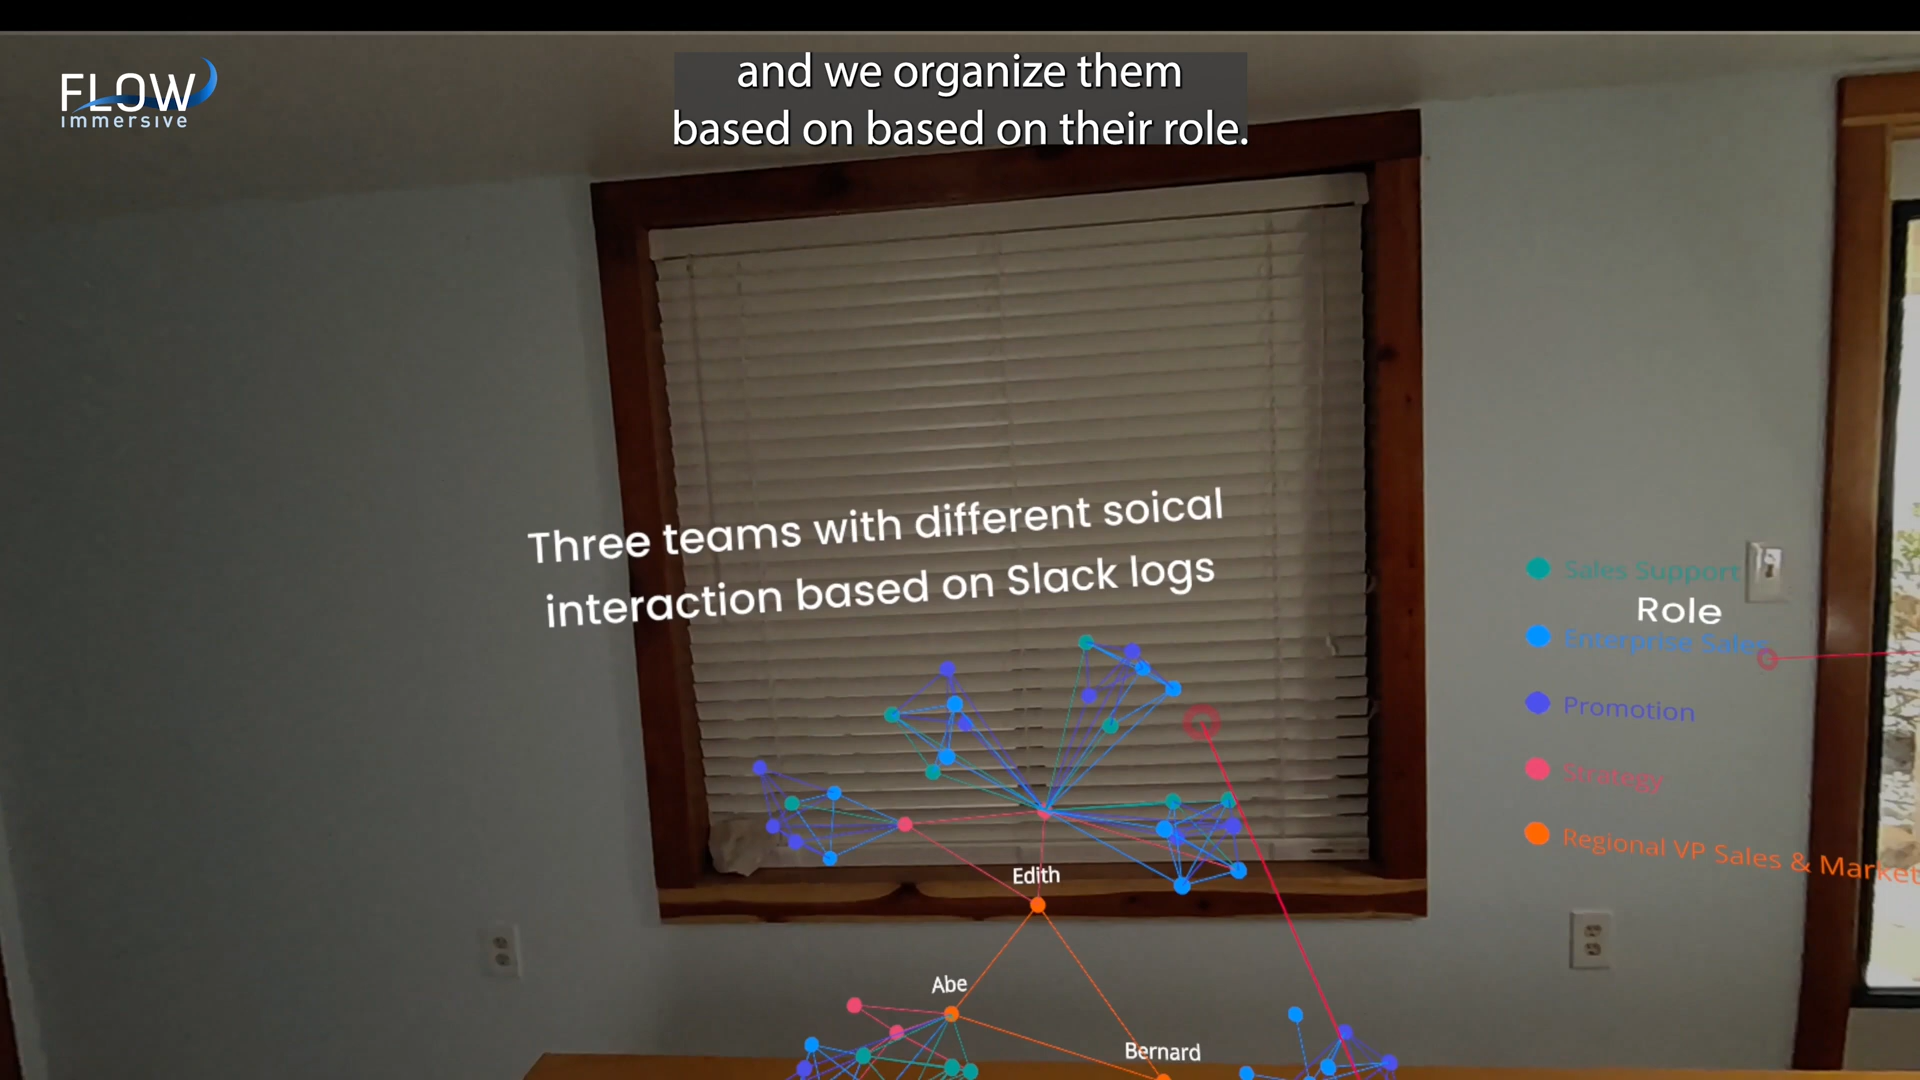 FLOW
immersive
and we organize them
based on based on their role.
Three teams with different soical
interaction based on Slack logs
Sales Support
Role
Enterprise Sales
Promotion
Strategy
Regional VP Sales & Market
Edith
Abe
Bernard